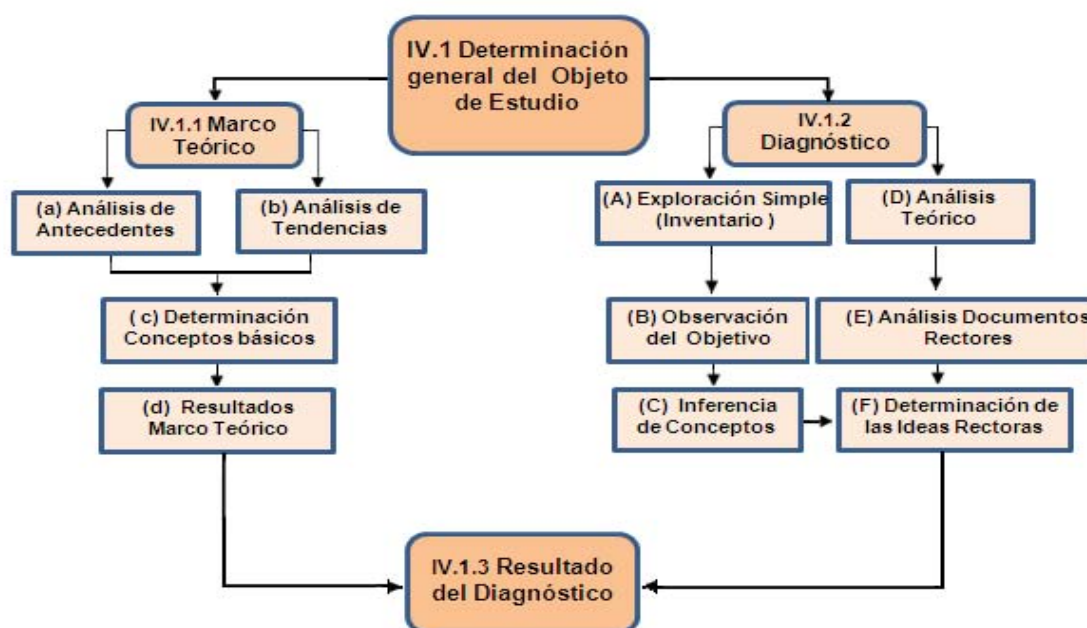 IV.1 Determinación
general del Objeto
de Estudio
IV.1.1 Marco
Teórico
IV.1.2
Diagnóstico
(a) Análisis de
Antecedentes
(b) Análisis de
Tendencias
(A) Exploración Simple
(Inventario )
(D) Análisis
Teórico
( c) Determinación
Conceptos básicos
(B) Observación
del Objetivo
(E) Análisis Documentos
Rectores
(d) Resultados
Marco Teórico
(C) Inferencia
de Conceptos
(F) Determinación de
las Ideas Rectoras
IV.1.3 Resultado
del Diagnóstico